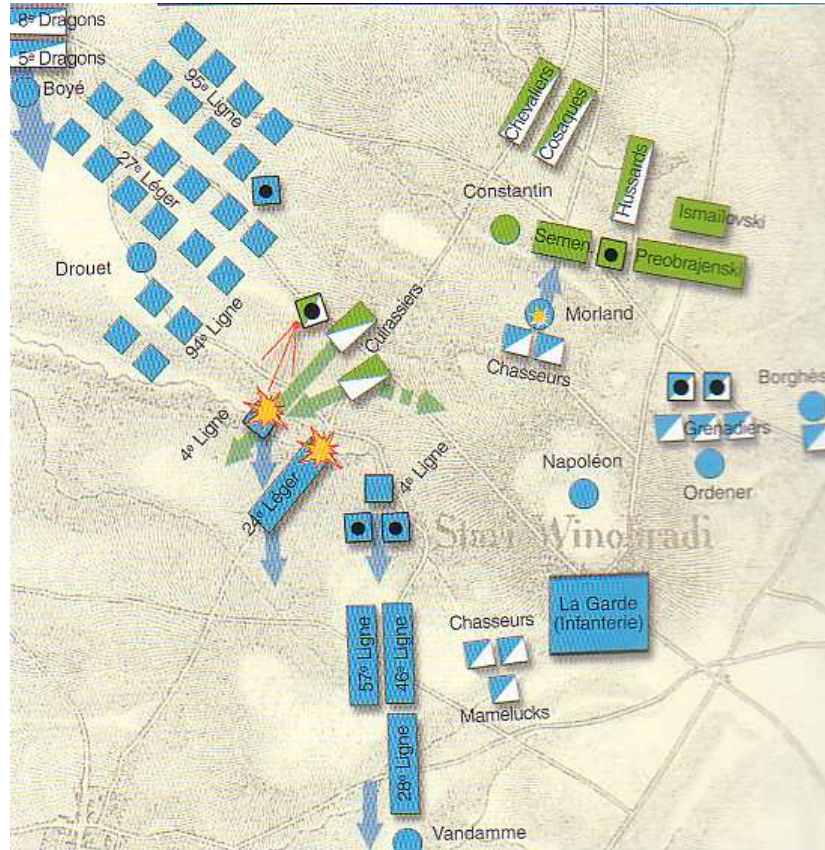 8e Dragons
5e Dragons
Boyé
95e Ligne
27e Léger
Drouet
94e Ligne
Chevaliers
Cosaques
Hussards
Constantin
Ismaïlovski
Semen.
Preobrajenski
Cuirassiers
Morland
Chasseurs
Borghès
Grenadiers
Ordener
4e Ligne
24e Léger
4e Ligne
Napoléon
Stari Winobradi
La Garde
(Infanterie)
57e Ligne
46e Ligne
Chasseurs
Mamelucks
28e Ligne
Vandamme